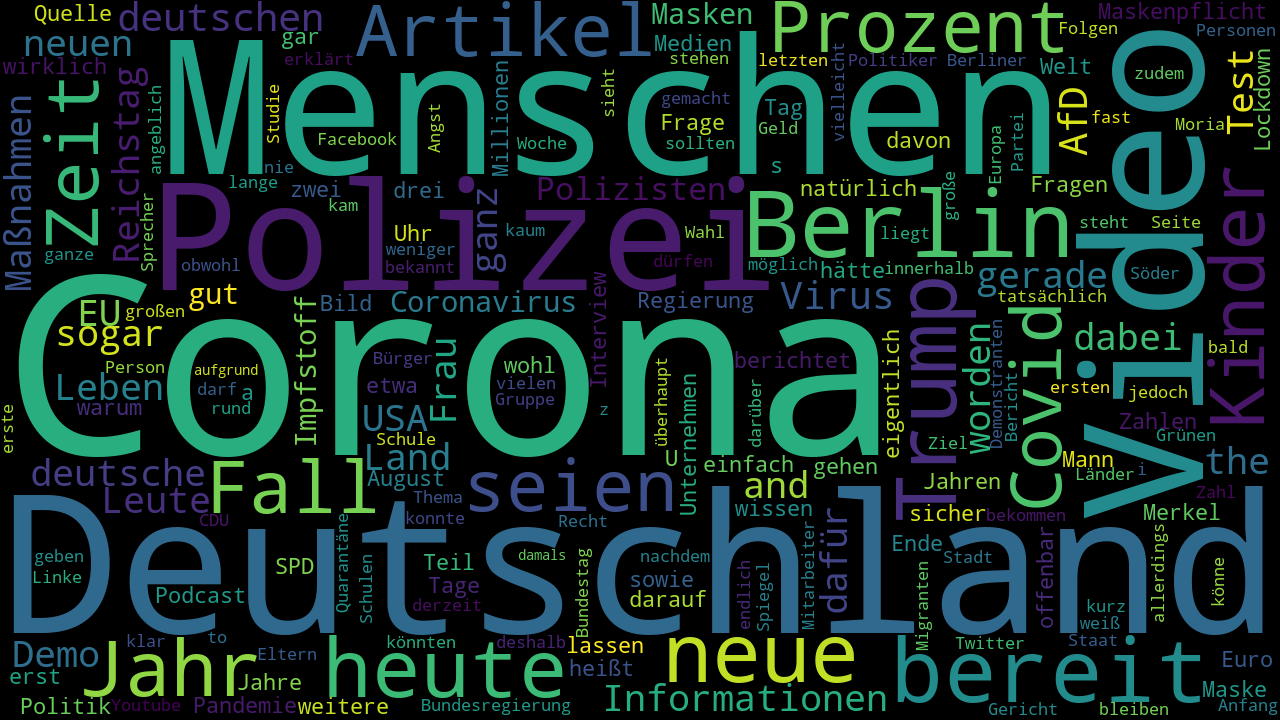 Quelle
deutschen
Artikel
Masken
Prozent
Maskenpflicht
neuen
gar
Medien
Folgen
Personen
wirklich
erklärt
stehen
letzten
Politiker
Berliner
Welt
Menschen
Video
zudem
Test
Lockdown
Zeit
Reichstag
angeblich
Studie
Facebook
Angst
Millionen
Woche
sieht
gemacht
Frage
sollten
Tag
Geld
vielleicht
davon
AfD
fast
Moria
Maßnahmen
nie
s
Europa
Partei
lange
zwei
drei
Polizisten
natürlich
große
Fragen
ganze
Sprecher
kam
Polizei
Uhr
weniger
bekannt
ganz
kaum
Wahl
Berlin
liegt
steht
Seite
Kinder
obwohl
dürfen
möglich
hätte
innerhalb
gerade
Söder
EU
großen
gut
Bild
Coronavirus
Interview
Regierung
Virus
tatsächlich
sogar
Corona
Impfstoff
Bürger
Frau
wohl
berichtet
Trump
Covid
dabei
bald
Person
aufgrund
Leben
darf
a
etwa
vielen
Gruppe
überhaupt
darüber
eigentlich
worden
Demonstranten
Bericht
ersten
jedoch
erste
warum
rund
USA
z
Zahlen
Schule
Unternehmen
Ziel
Grünen
deutsche
Fall
Land
August
seien
U
einfach
gehen
Mann
Länder
i
the
Leute
Thema
and
Jahren
Zahl
CDU
konnte
Recht
wissen
sicher
bekommen
Merkel
Deutschland
geben
Linke
SPD
Quarantäne
Schulen
Teil
damals
Bundestag
nachdem
sowie
endlich
Spiegel
Mitarbeiter
dafür
Ende
Stadt
offenbar
allerdings
könne
Podcast
Tage
derzeit
darauf
Migranten
kurz
weiß
Demo
klar
to
könnten
deshalb
lassen
Twitter
Staat
erst
Jahr
Eltern
heute
heißt
neue
bereit
Euro
Jahre
Maske
Politik
Youtube
Pandemie
weitere
Bundesregierung
Informationen
Gericht
bleiben
Anfang